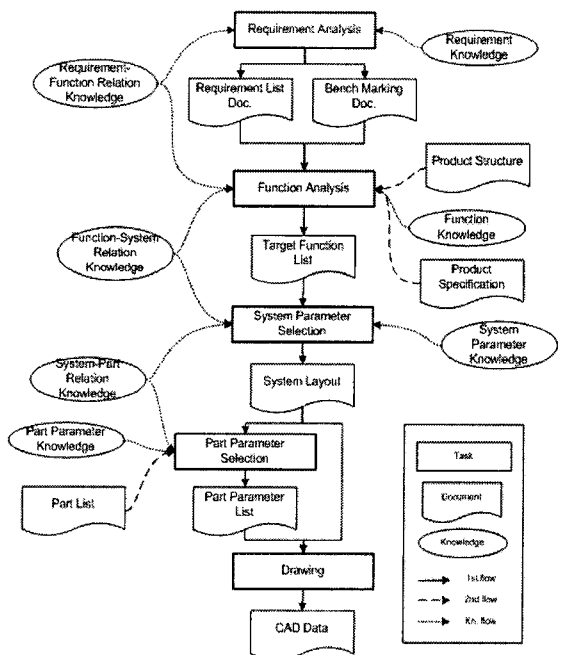 Requirement Analysis
Requirement
Knowledge
Requirement-
Function Relation
Knowledge
Requirement List
Doc.
Bench Marking
Doc.
Product Structure
Function Analysis
Function
Knowledge
Function-System
Relation
Knowledge
Target Function
List
Product
Specification
System Parameter
Selection
System
Parameter
Knowledge
System-Part
Relation
Knowledge
System Layout
Part Parameter
Knowledge
Part Parameter
Selection
Part List
Part Parameter
List
Drawing
CAD Data
Task
Document
Knowledge
1st flow
2nd flow
Kn. flow